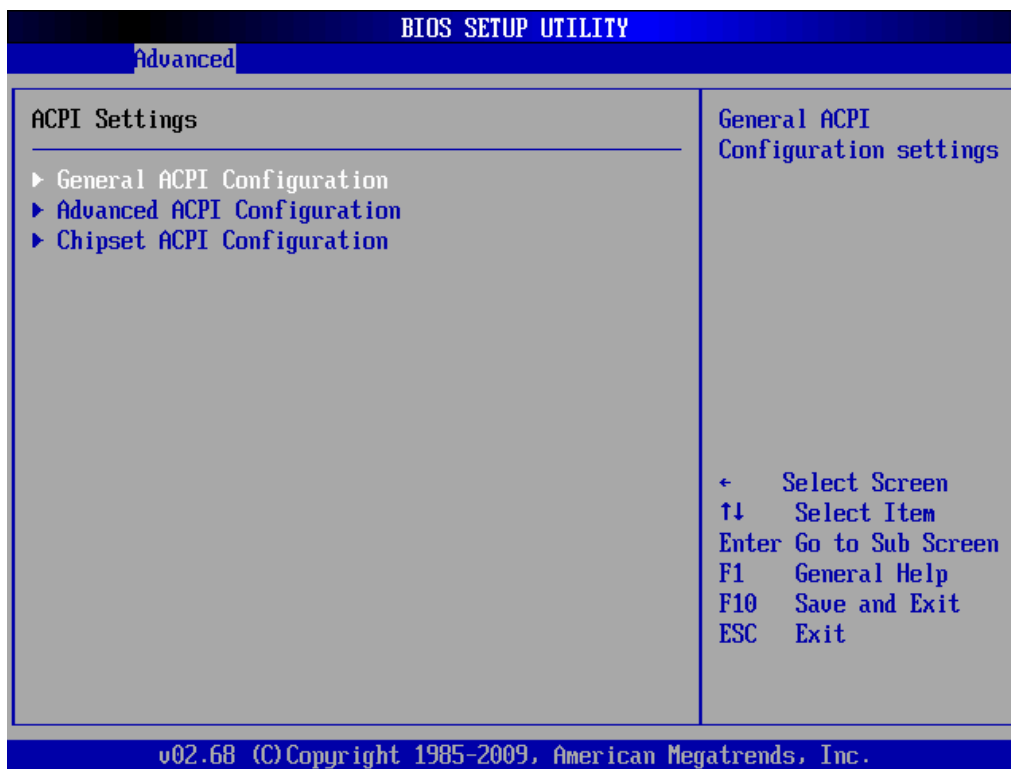 BIOS SETUP UTILITY
Advanced
ACPI Settings
▶ General ACPI Configuration
▶ Advanced ACPI Configuration
▶ Chipset ACPI Configuration
General ACPI
Configuration settings
← Select Screen
↑↓ Select Item
Enter Go to Sub Screen
F1 General Help
F10 Save and Exit
ESC Exit
v02.68 (C)Copyright 1985-2009, American Megatrends, Inc.